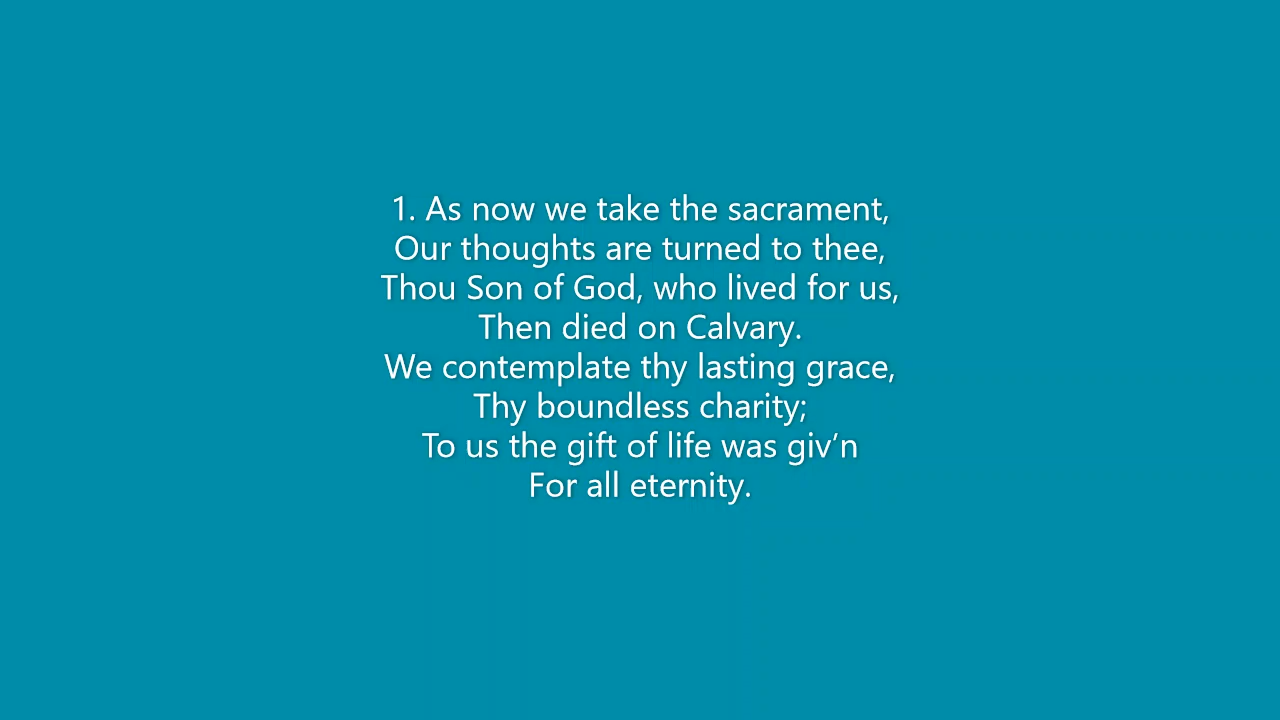 1. As now we take the sacrament,
Our thoughts are turned to thee,
Thou Son of God, who lived for us,
Then died on Calvary.
We contemplate thy lasting grace,
Thy boundless charity;
To us the gift of life was giv’n
For all eternity.